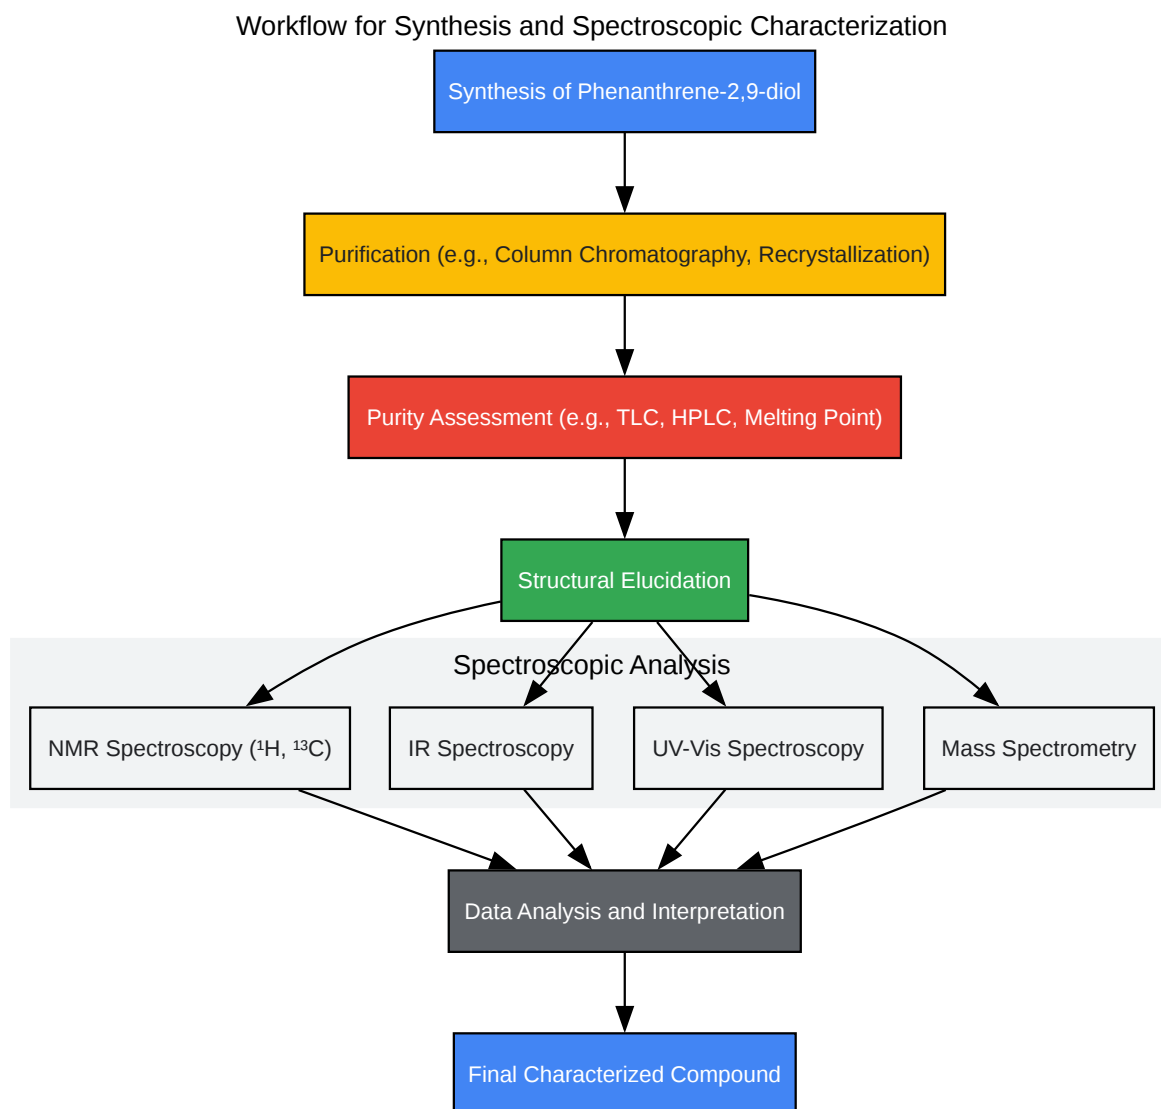 Workflow for Synthesis and Spectroscopic Characterization
Synthesis of Phenanthrene-2,9-diol
Purification (e.g., Column Chromatography, Recrystallization)
Purity Assessment (e.g., TLC, HPLC, Melting Point)
Structural Elucidation
Spectroscopic Analysis
NMR Spectroscopy (¹H, ¹³C)
IR Spectroscopy
UV-Vis Spectroscopy
Mass Spectrometry
Data Analysis and Interpretation
Final Characterized Compound